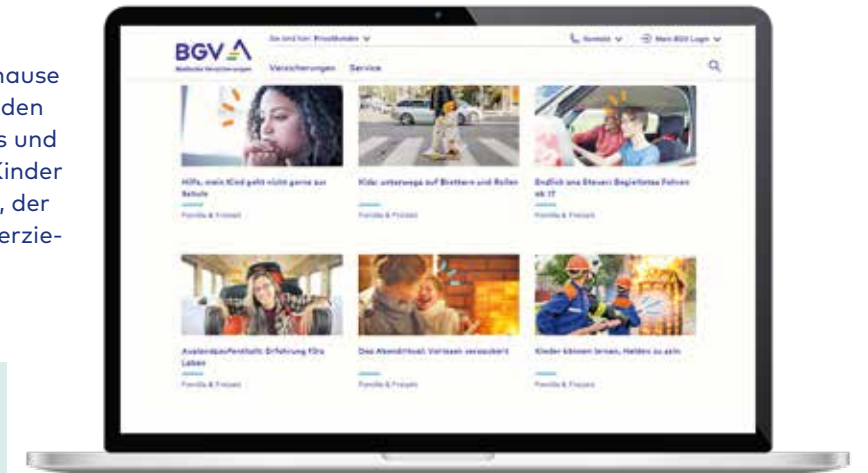 hause
den
s und
Kinder
, der
erzie-
BGV
Badische Versicherungen
Sie sind hier: Privatkunden
Kontakt
Mein BGV Login
Versicherungen Service
Hilfe, mein Kind geht nicht gerne zur
Schule
Familie & Freizeit
Kids: unterwegs auf Brettern und Rollen
Familie & Freizeit
Endlich ans Steuer: Begleitetes Fahren
ab 17
Familie & Freizeit
Auslandsaufenthalt: Erfahrung fürs
Leben
Familie & Freizeit
Das Abendritual: Vorlesen verzaubert
Familie & Freizeit
Kinder können lernen, Helden zu sein
Familie & Freizeit